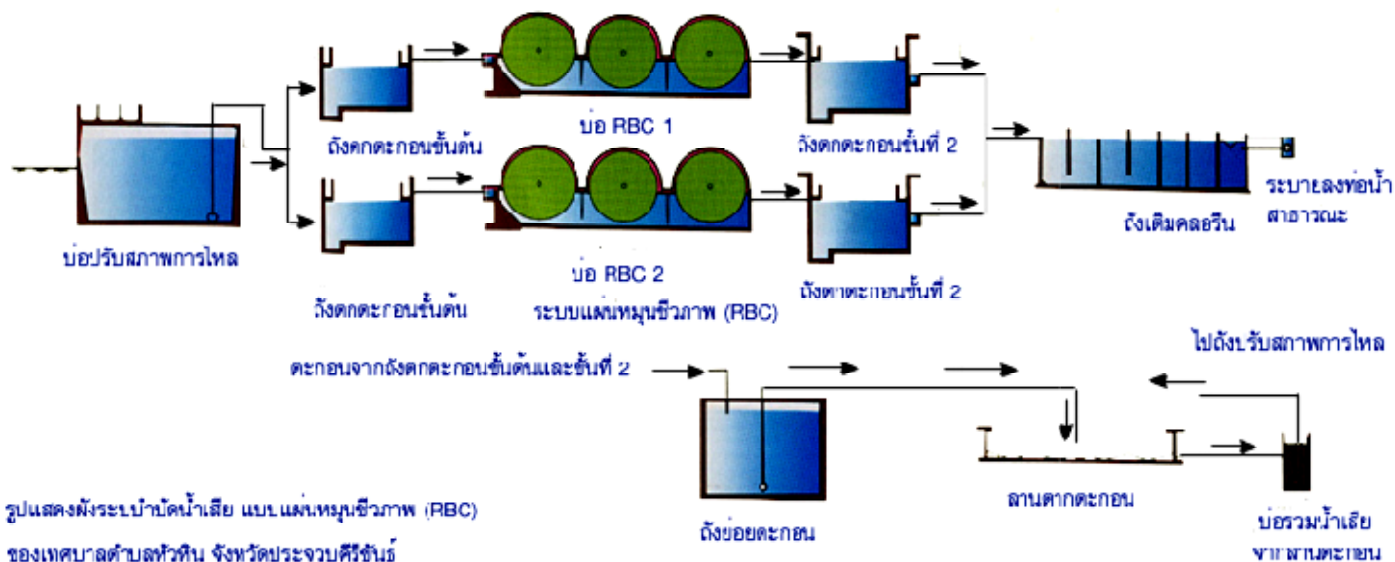 บ่อ RBC 1
ถังตกตะกอนขั้นต้น
ถังตกตะกอนขั้นที่ 2
ระบายลงท่อน้ำ
สาธารณะ
ถังเติมคลอรีน
บ่อปรับสภาพการไหล
บ่อ RBC 2
ถังตกตะกอนขั้นที่ 2
ถังตกตะกอนขั้นต้น
ระบบแผ่นหมุนชีวภาพ (RBC)
ไปถังปรับสภาพการไหล
ตะกอนจากถังตกตะกอนขั้นต้นและขั้นที่ 2
ลานตากตะกอน
รูปแสดงผังระบบบำบัดน้ำเสีย แบบแผ่นหมุนชีวภาพ (RBC)
ถังย่อยตะกอน
บ่อรวมน้ำเสีย
จากลานตะกอน
ของเทศบาลตำบลหัวหิน จังหวัดประจวบคีรีขันธ์